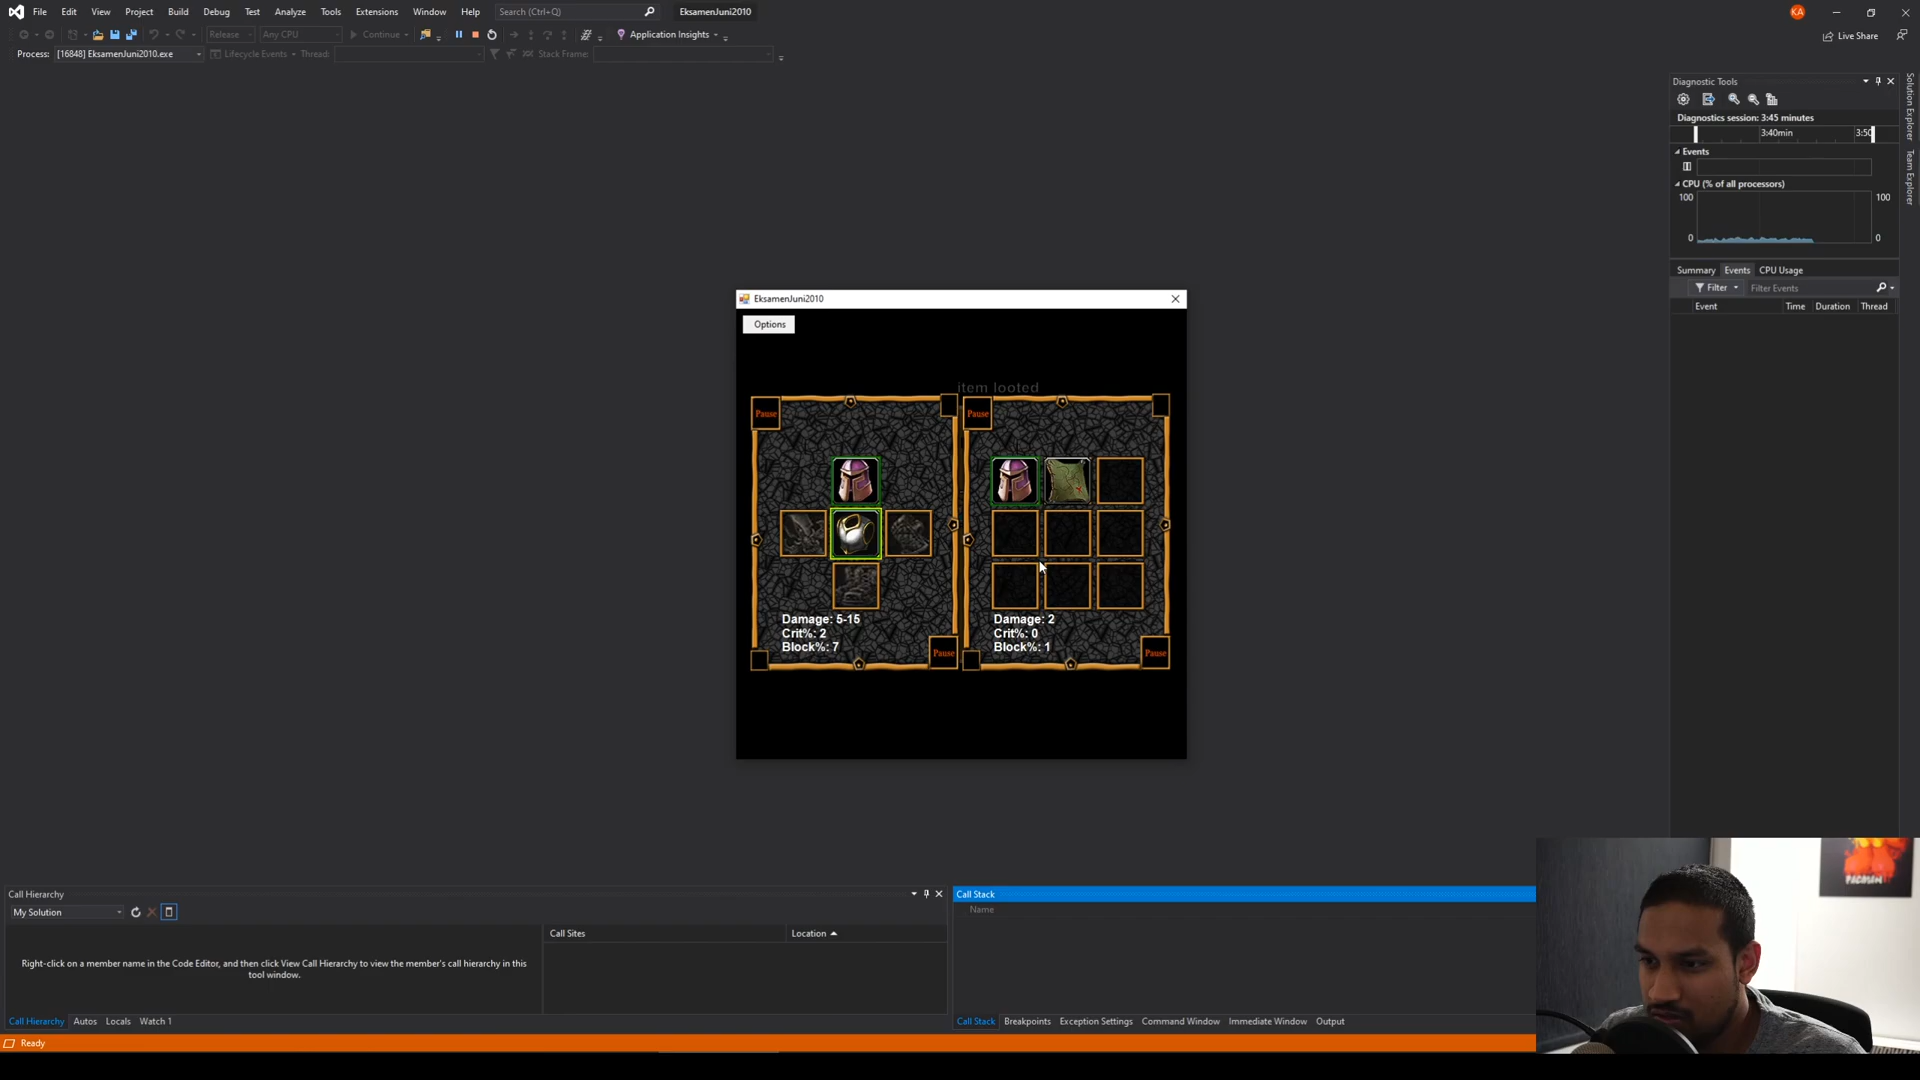 File Edit View Project Build Debug Test Analyze Tools Extensions Window Help Search (Ctrl+Q) EksamenJuni2010 KA
Release Any CPU Continue Application Insights Live Share
Process: [16848] EksamenJuni2010.exe Lifecycle Events Thread: Stack Frame:
Diagnostic Tools
Diagnostics session: 3:45 minutes
3:40min 3:50
Events
CPU (% of all processors)
100 100
0 0
Summary Events CPU Usage
Filter Filter Events
Event Time Duration Thread
Solution Explorer
Team Explorer
EksamenJuni2010
Options
item looted
Pause Pause
Damage: 5-15
Crit%: 2
Block%: 7
Damage: 2
Crit%: 0
Block%: 1
Pause Pause
Call Hierarchy
My Solution
Call Sites Location
Right-click on a member name in the Code Editor, and then click View Call Hierarchy to view the member's call hierarchy in this
tool window.
Call Hierarchy Autos Locals Watch 1
Call Stack
Name
Call Stack Breakpoints Exception Settings Command Window Immediate Window Output
Ready